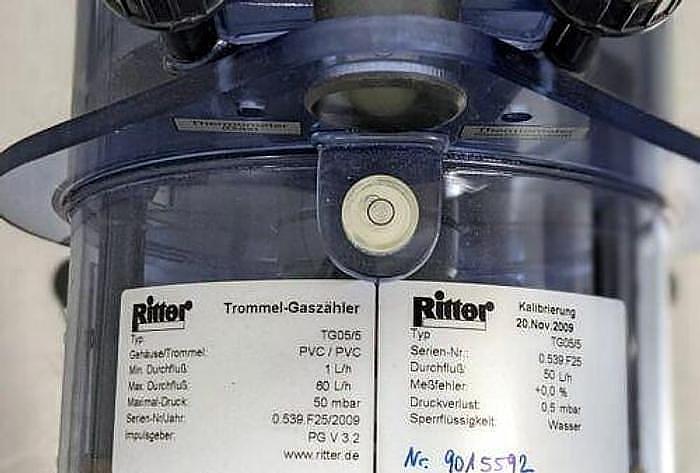 Thermometer
Thermometer
Ritter Trommel-Gaszähler
Typ TG05/5
Gehäuse/Trommel: PVC / PVC
Min. Durchfluß: 1 L/h
Max. Durchfluß: 60 L/h
Maximal-Druck: 50 mbar
Serien-Nr/Jahr: 0.539.F25/2009
Impulsgeber: PG V 3.2
www.ritter.de
Ritter Kalibrierung
20.Nov.2009
Typ TG05/5
Serien-Nr.: 0.539.F25
Durchfluß: 50 L/h
Meßfehler: +0,0 %
Druckverlust: 0,5 mbar
Sperrflüssigkeit: Wasser
Nr. 9015592